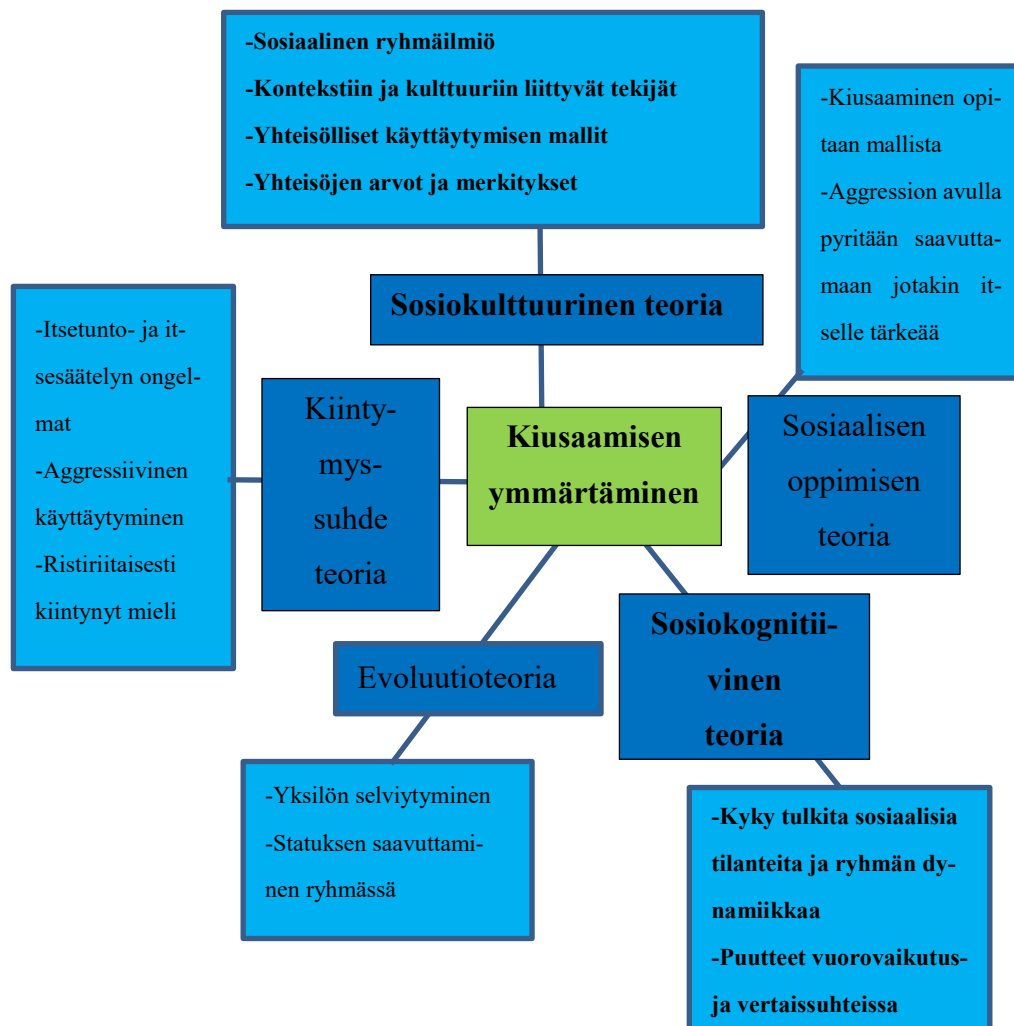 -Sosiaalinen ryhmäilmiö
-Kontekstiin ja kulttuuriin liittyvät tekijät
-Yhteisölliset käyttäytymisen mallit
-Yhteisöjen arvot ja merkitykset
-Kiusaaminen opi-
taan mallista
-Aggression avulla
pyritään saavutta-
maan jotakin it-
selle tärkeää
Sosiokulttuurinen teoria
-Itsetunto- ja it-
sesäätelyn ongel-
mat
-Aggressiivinen
käyttäytyminen
-Ristiriitaisesti
kiintynyt mieli
Kiinty-
mys-
suhde
teoria
Kiusaamisen
ymmärtäminen
Sosiaalisen
oppimisen
teoria
Evoluutioteoria
Sosiokognitii-
vinen
teoria
-Yksilön selviytyminen
-Statuksen saavuttami-
nen ryhmässä
-Kyky tulkita sosiaalisia
tilanteita ja ryhmän dy-
namiikkaa
-Puutteet vuorovaikutus-
ja vertaissuhteissa